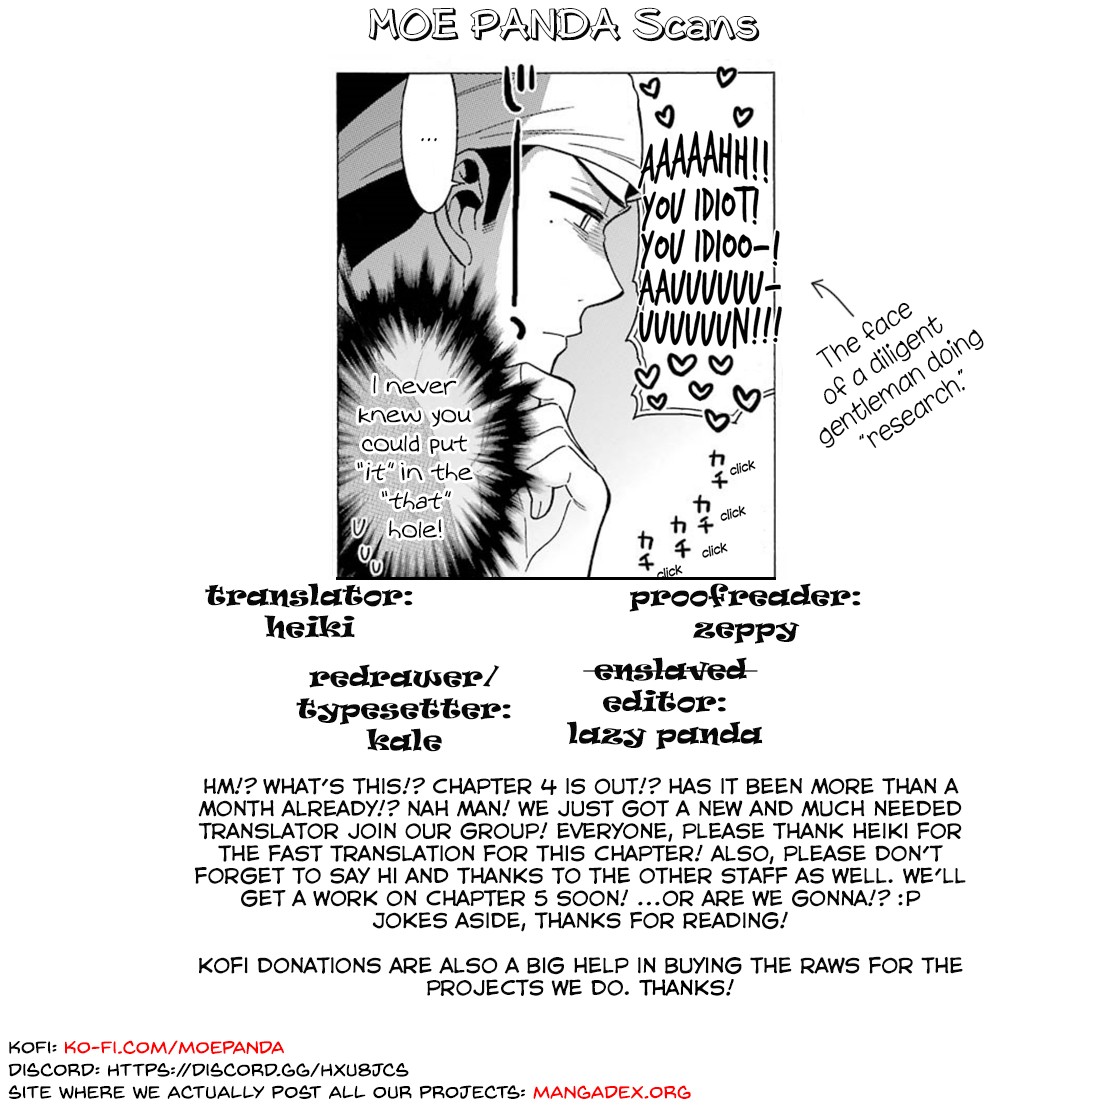 MOE PANDA Scans
...
じーっ
AAAAAHH!!
YOU IDIOT!
YOU IDIOO-!
AAUUUUUU-
UUUUUUN!!!
The face
of a diligent
gentleman doing
"research."
I never
knew you
could put
"it" in the
"that"
hole!
カチ
click
カチ
click
カチ
click
カチ
click
translator:
heiki
proofreader:
zeppy
redrawer/
typesetter:
kale
enslaved
editor:
lazy panda
HM!? WHAT'S THIS!? CHAPTER 4 IS OUT!? HAS IT BEEN MORE THAN A
MONTH ALREADY!? NAH MAN! WE JUST GOT A NEW AND MUCH NEEDED
TRANSLATOR JOIN OUR GROUP! EVERYONE, PLEASE THANK HEIKI FOR
THE FAST TRANSLATION FOR THIS CHAPTER! ALSO, PLEASE DON'T
FORGET TO SAY HI AND THANKS TO THE OTHER STAFF AS WELL. WE'LL
GET A WORK ON CHAPTER 5 SOON! ...OR ARE WE GONNA!? :P
JOKES ASIDE, THANKS FOR READING!
KOFI DONATIONS ARE ALSO A BIG HELP IN BUYING THE RAWS FOR THE
PROJECTS WE DO. THANKS!
KOFI: KO-FI.COM/MOEPANDA
DISCORD: HTTPS://DISCORD.GG/HXU8JCS
SITE WHERE WE ACTUALLY POST ALL OUR PROJECTS: MANGADEX.ORG